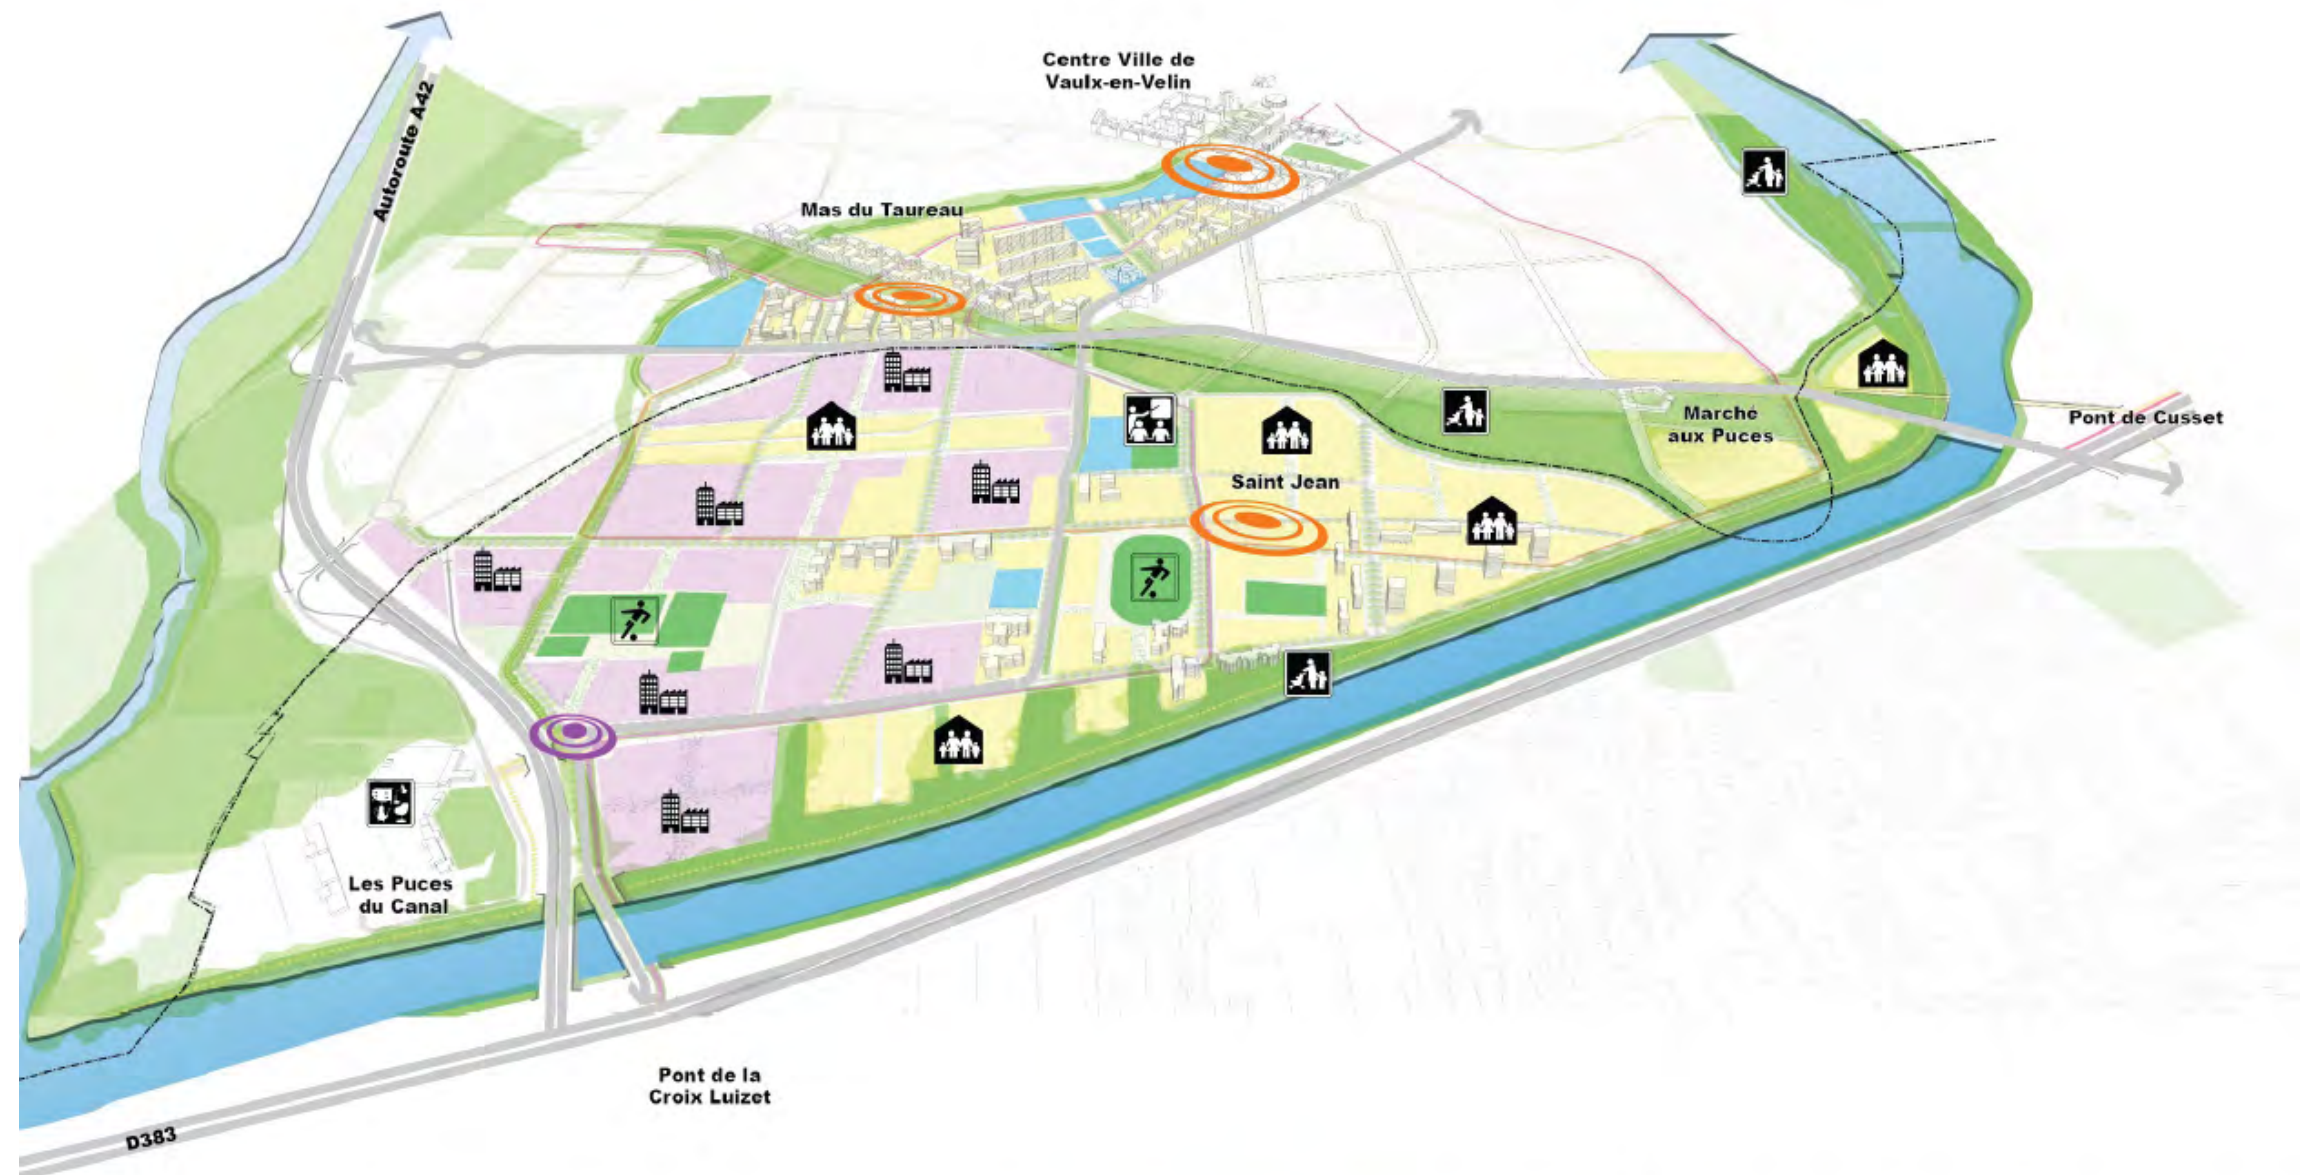 Centre Ville de
Vaulx-en-Velin
Autoroute A42
Mas du Taureau
Marché
aux Puces
Pont de Cusset
Saint Jean
Les Puces
du Canal
Pont de la
Croix Luizet
D383